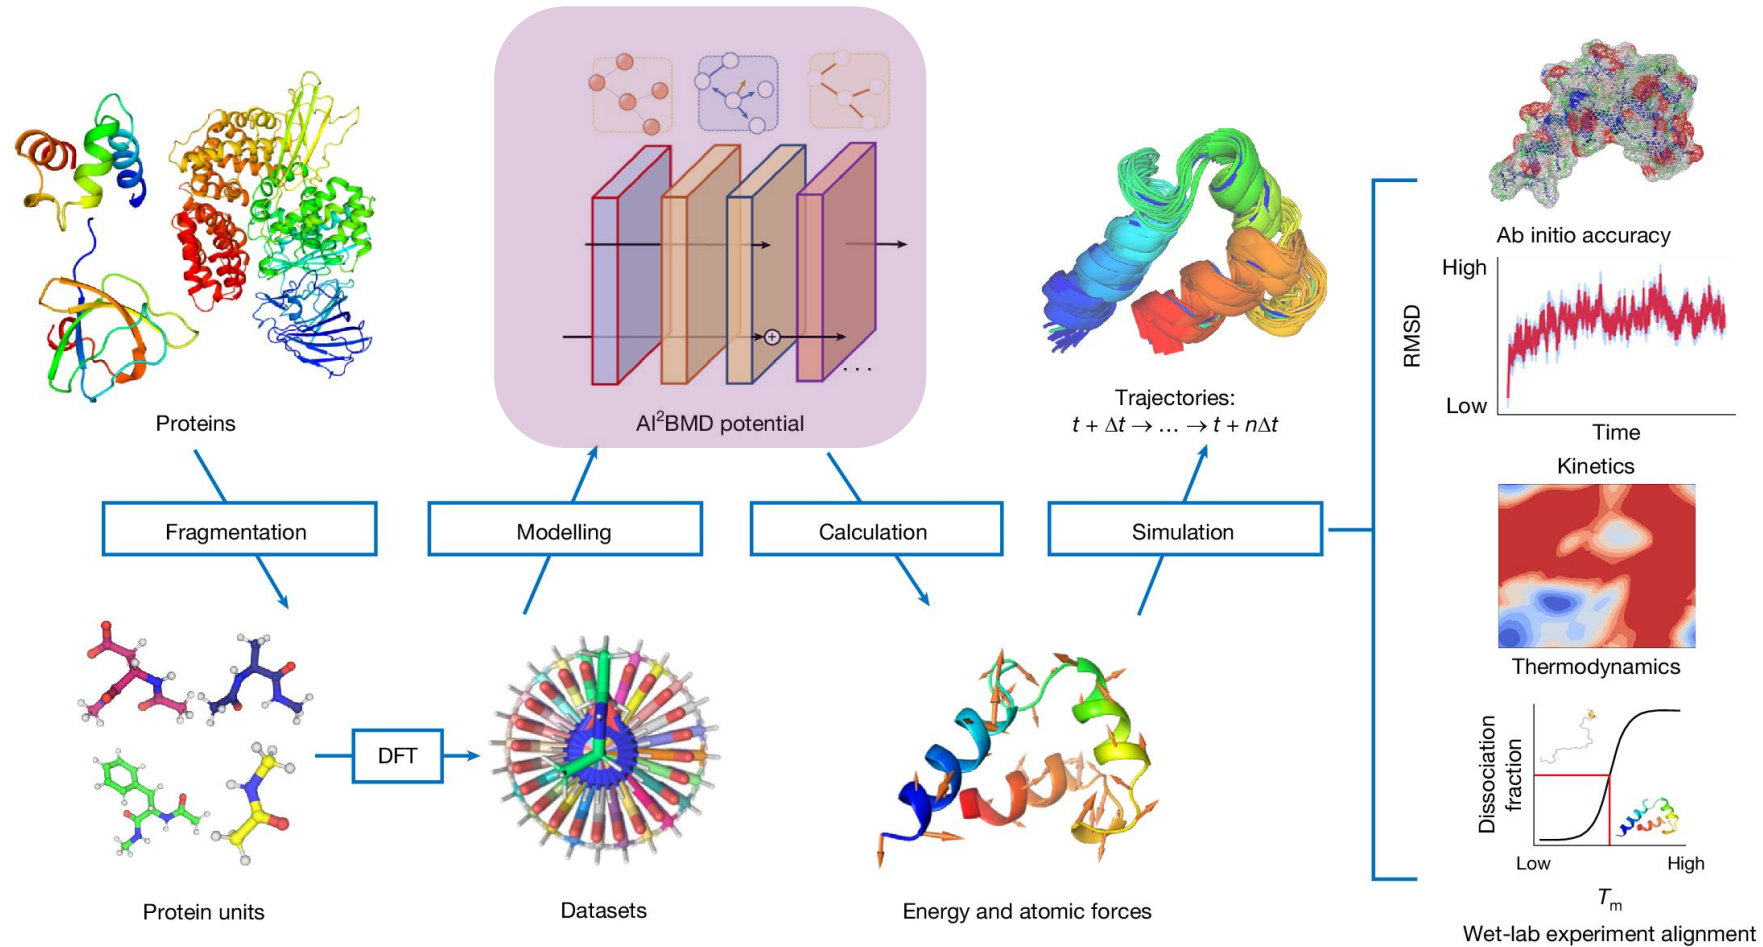 Proteins
AI²BMD potential
Trajectories:
t + Δt → … → t + nΔt
Fragmentation
Modelling
Calculation
Simulation
DFT
Protein units
Datasets
Energy and atomic forces
Ab initio accuracy
High
RMSD
Low
Time
Kinetics
Thermodynamics
Dissociation
fraction
Low
High
Tm
Wet-lab experiment alignment